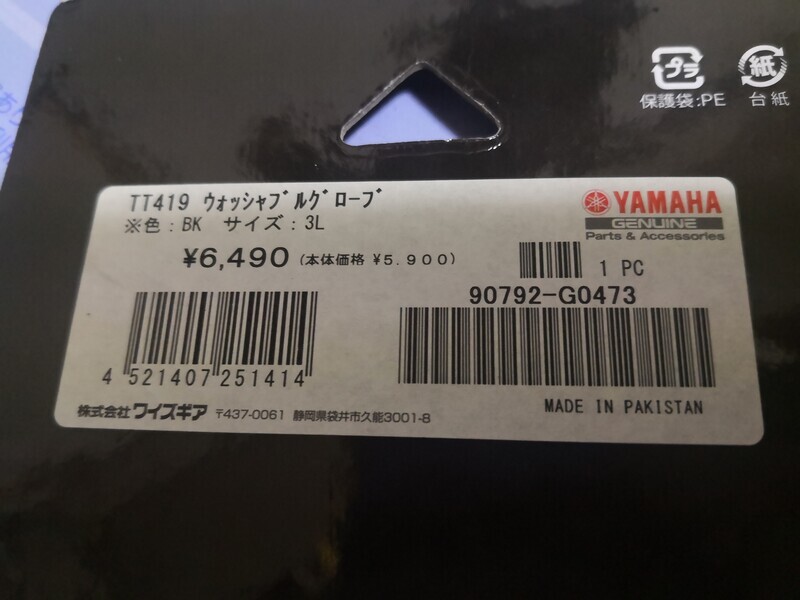 プラ
保護袋:PE
紙
台紙
TT419 ウォッシャブルグローブ
※色:BK サイズ:3L
¥6,490 (本体価格 ¥5,900)
YAMAHA
GENUINE
Parts & Accessories
1 PC
90792-G0473
4 521407 251414
MADE IN PAKISTAN
株式会社 ワイズギア 〒437-0061 静岡県袋井市久能3001-8